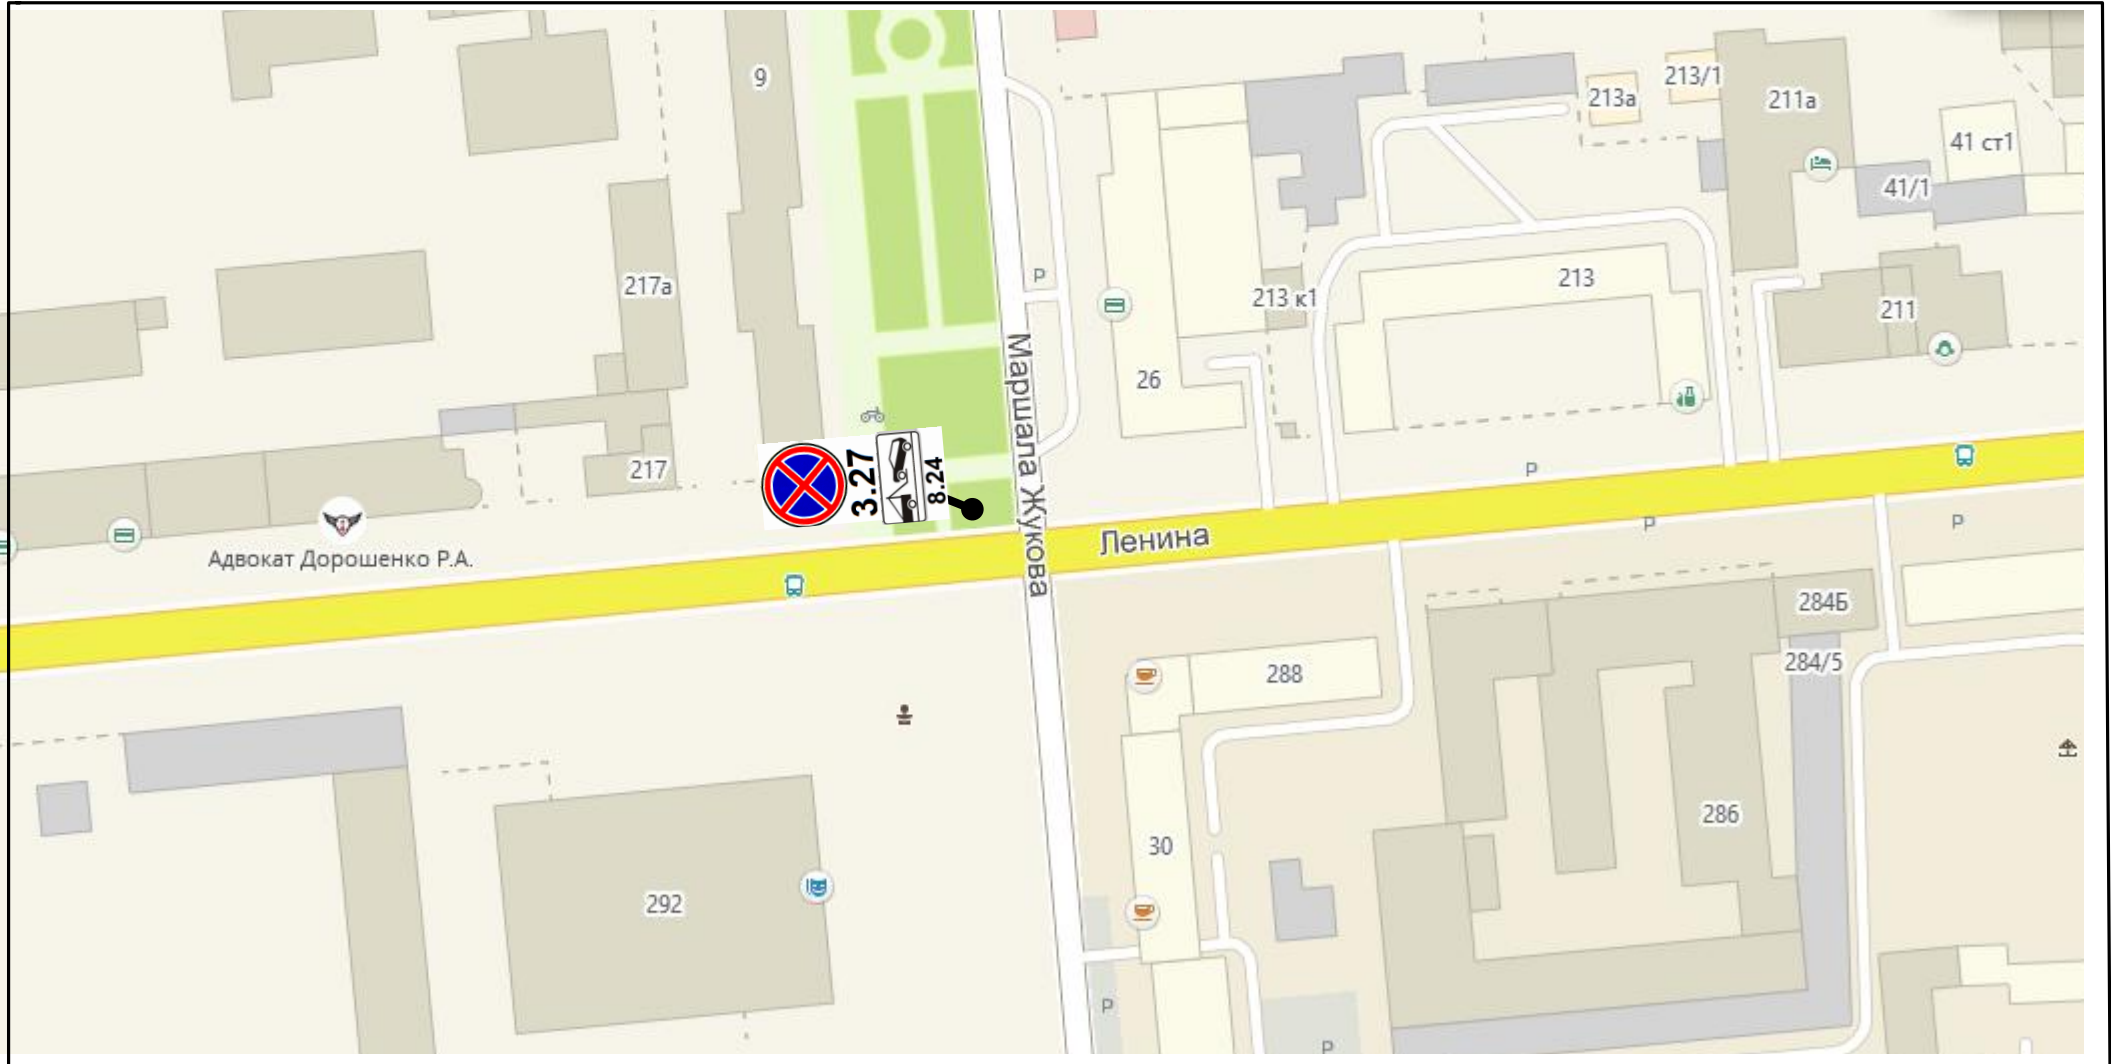 9
213/1
213а
211а
41 ст1
41/1
217а
P
213 к1
213
211
26
Маршала Жукова
217
3.27
8.24
P
P
P
Ленина
Адвокат Дорошенко Р.А.
284Б
284/5
288
286
30
292
P
P